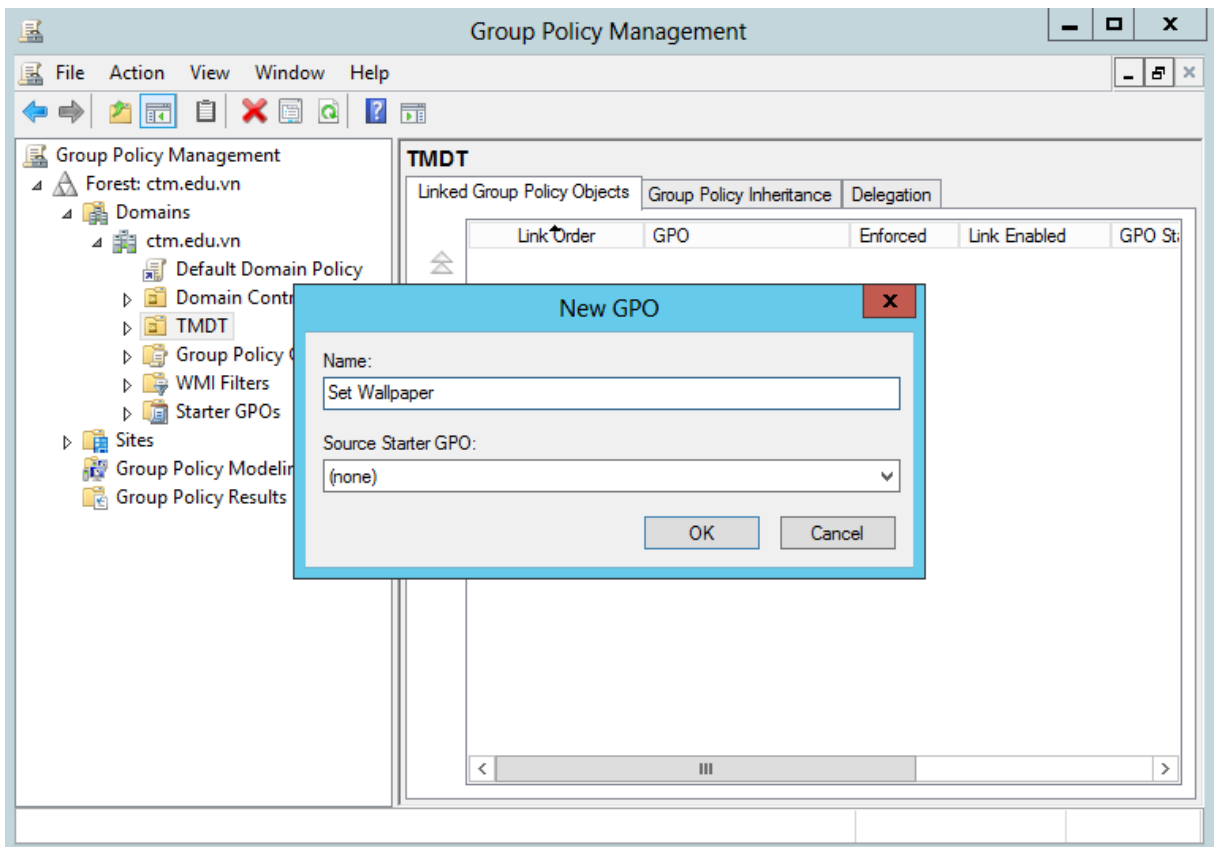 Group Policy Management
File Action View Window Help
Group Policy Management
Forest: ctm.edu.vn
Domains
ctm.edu.vn
Default Domain Policy
Domain Contr
TMDT
Group Policy
WMI Filters
Starter GPOs
Sites
Group Policy Modelin
Group Policy Results
TMDT
Linked Group Policy Objects Group Policy Inheritance Delegation
Link Order GPO Enforced Link Enabled GPO Sta
New GPO
Name:
Set Wallpaper
Source Starter GPO:
(none)
OK Cancel